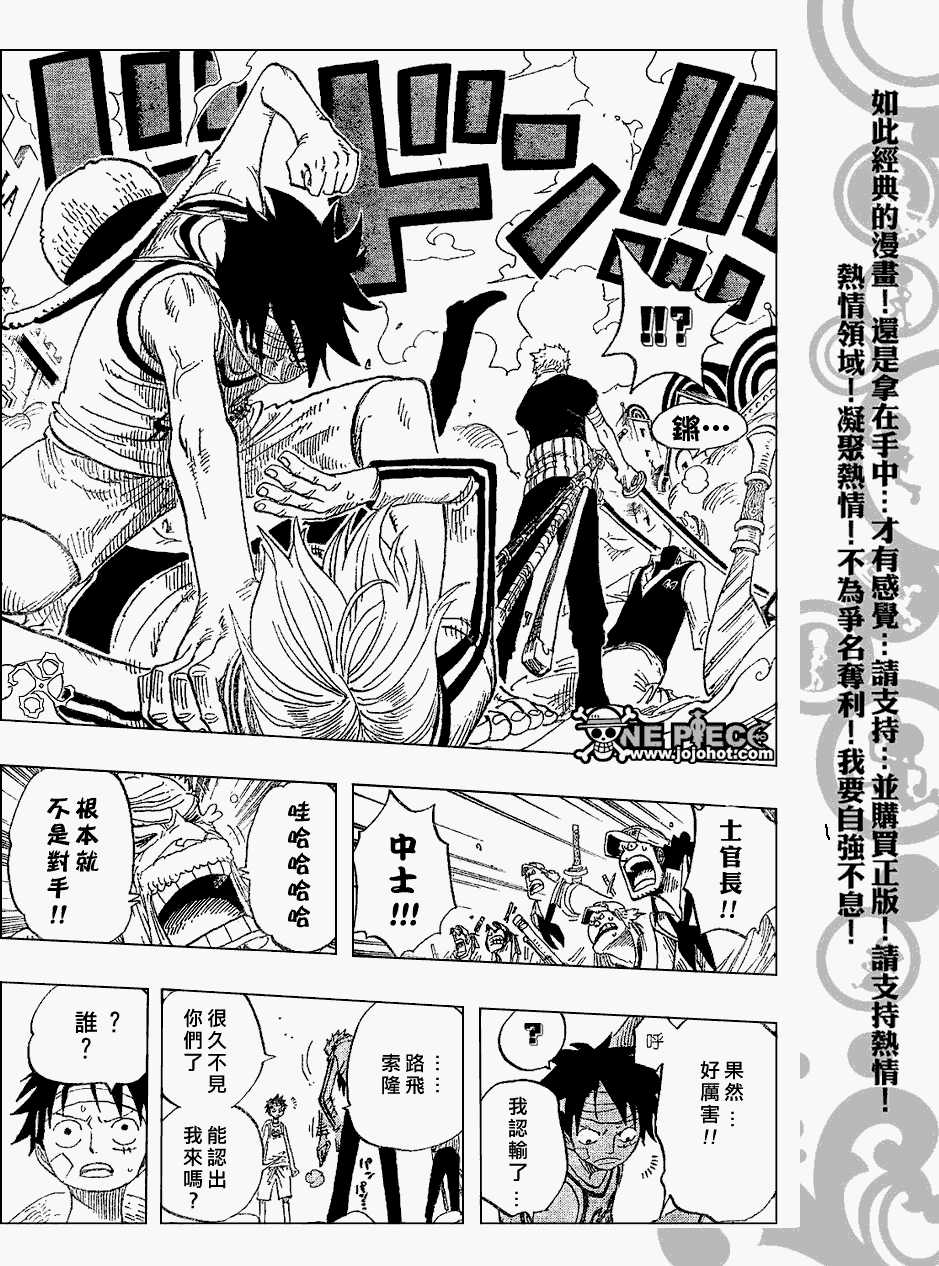 ドドン!!!
!!?
鏘…
ONE PIECE
www.jojohot.com
士官長!!
中士!!!
哇哈哈哈哈
根本就
不是對手!!
果然…
好厲害!!
呼
?
我認輸了…
……
路飛
索隆
很久不見
你們了
能認出
我來嗎?
誰?
?
如此經典的漫畫!還是拿在手中…才有感覺…請支持…並購買正版!請支持熱情!
熱情領域!凝聚熱情!不為爭名奪利!我要自強不息!